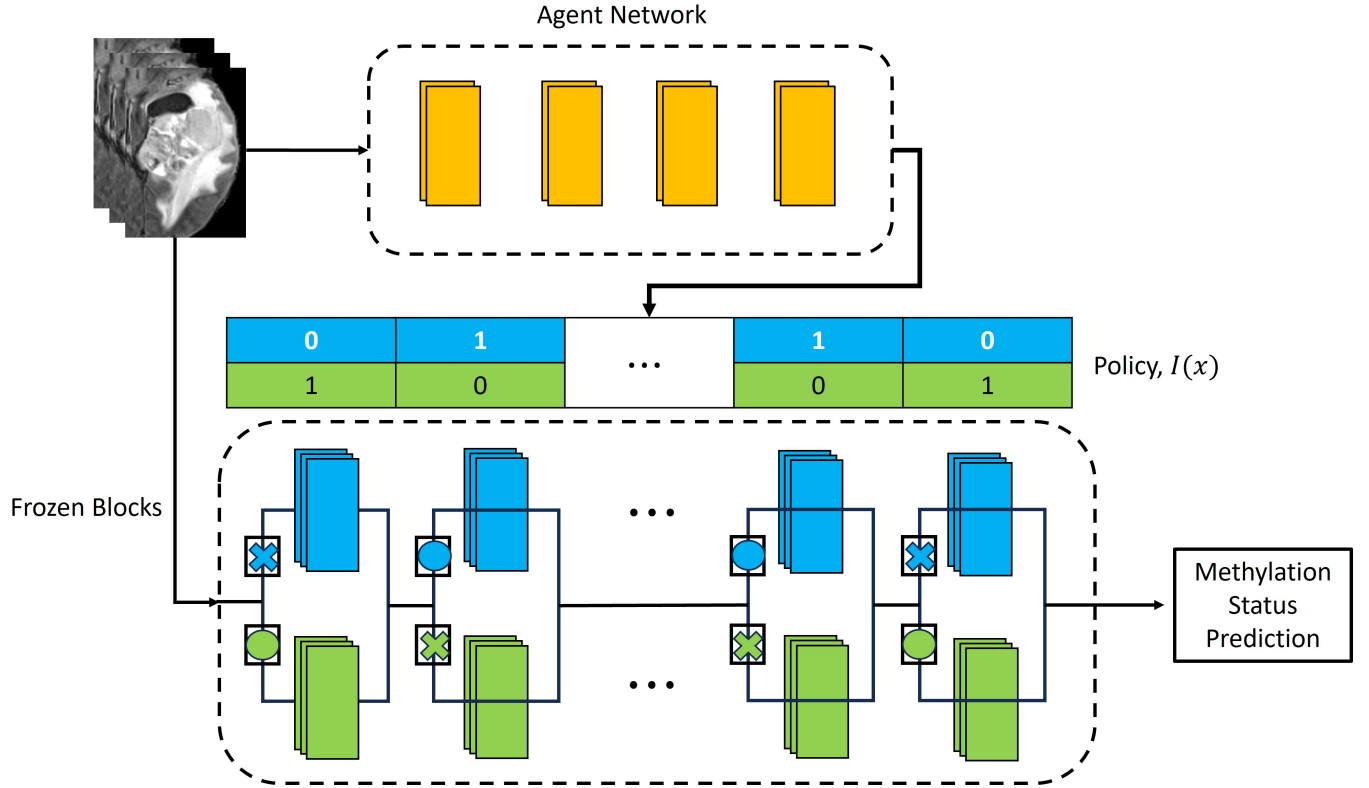 Agent Network
0 1 ... 1 0
1 0 0 1
Policy, I(x)
Frozen Blocks
...
...
Methylation
Status
Prediction